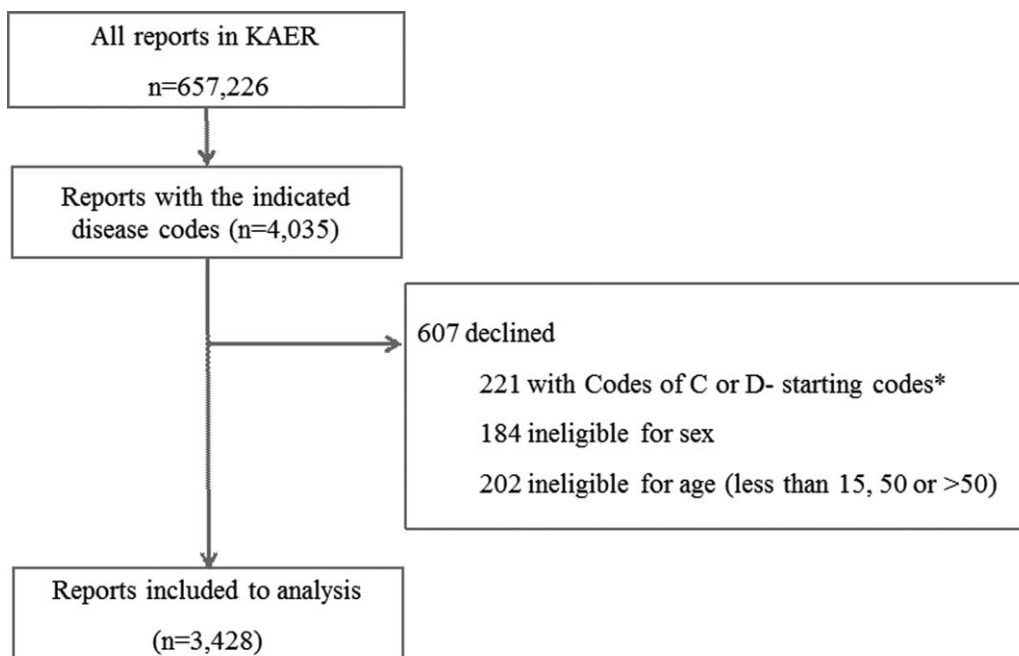 All reports in KAER
n=657,226
Reports with the indicated
disease codes (n=4,035)
607 declined
221 with Codes of C or D- starting codes*
184 ineligible for sex
202 ineligible for age (less than 15, 50 or >50)
Reports included to analysis
(n=3,428)